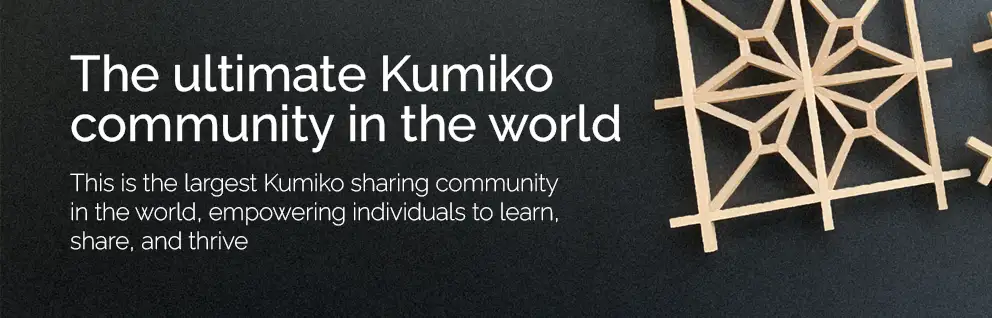 The ultimate Kumiko
community in the world
This is the largest Kumiko sharing community
in the world, empowering individuals to learn,
share, and thrive